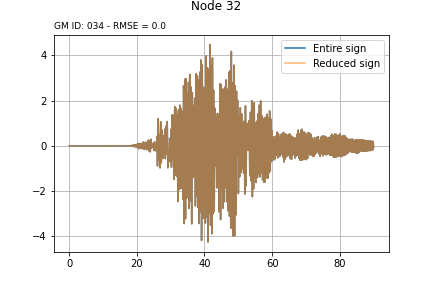 Node 32
GM ID: 034 - RMSE = 0.0
Entire sign
Reduced sign
4
2
0
−2
−4
0 20 40 60 80